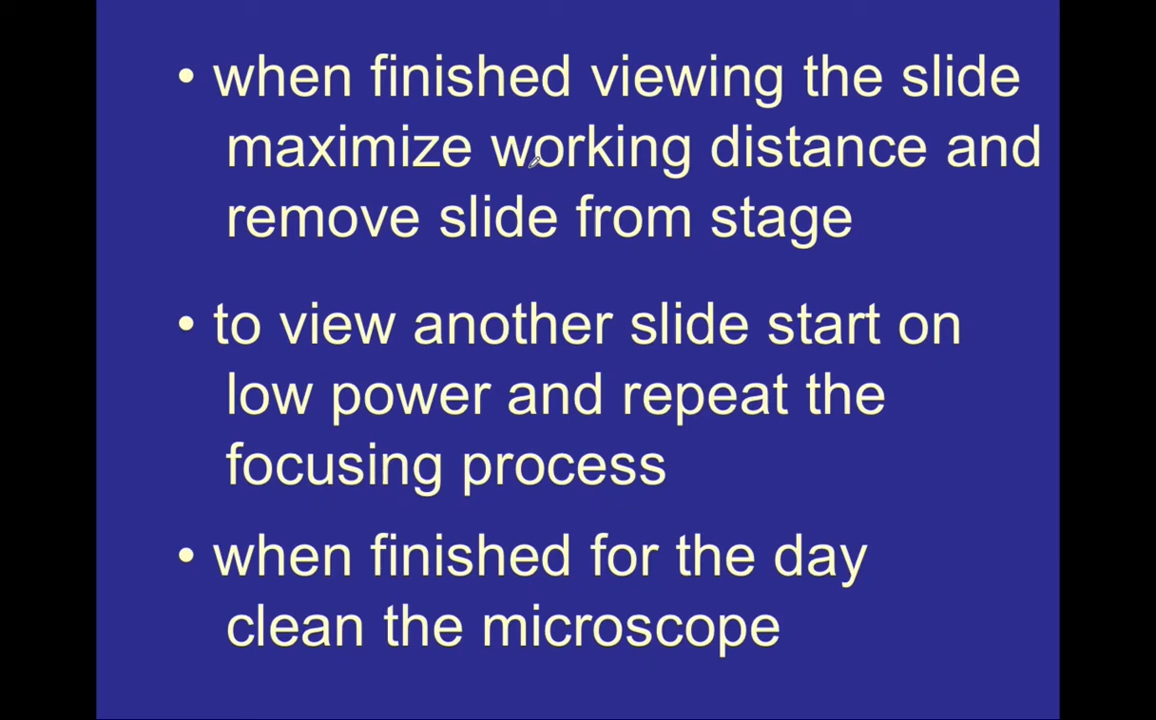 • when finished viewing the slide
maximize working distance and
remove slide from stage
• to view another slide start on
low power and repeat the
focusing process
• when finished for the day
clean the microscope